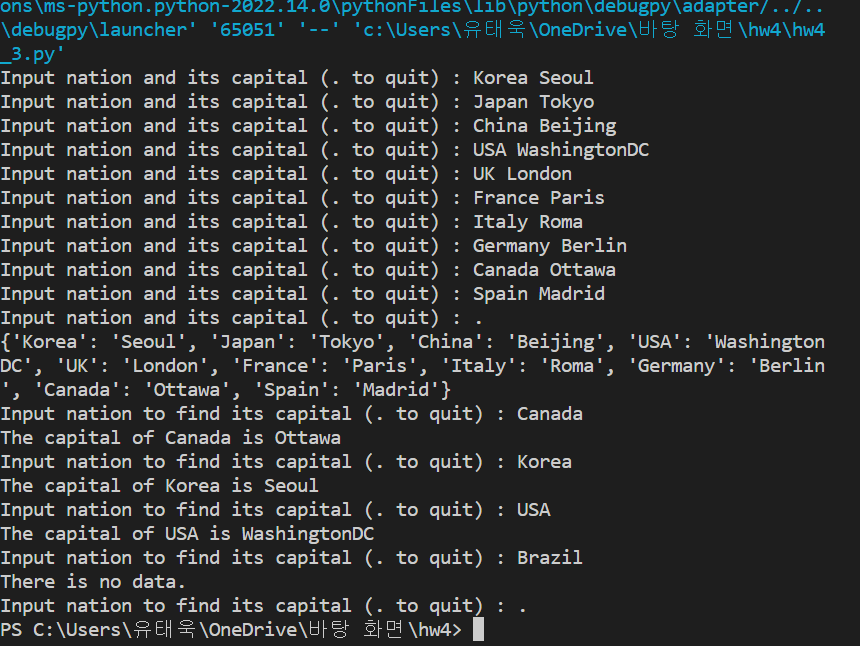 ons\ms-python.python-2022.14.0\pythonFiles\lib\python\debugpy\adapter/../..
\debugpy\launcher' '65051' '--' 'c:\Users\유태욱\OneDrive\바탕 화면\hw4\hw4
_3.py'
Input nation and its capital (. to quit) : Korea Seoul
Input nation and its capital (. to quit) : Japan Tokyo
Input nation and its capital (. to quit) : China Beijing
Input nation and its capital (. to quit) : USA WashingtonDC
Input nation and its capital (. to quit) : UK London
Input nation and its capital (. to quit) : France Paris
Input nation and its capital (. to quit) : Italy Roma
Input nation and its capital (. to quit) : Germany Berlin
Input nation and its capital (. to quit) : Canada Ottawa
Input nation and its capital (. to quit) : Spain Madrid
Input nation and its capital (. to quit) : .
{'Korea': 'Seoul', 'Japan': 'Tokyo', 'China': 'Beijing', 'USA': 'Washington
DC', 'UK': 'London', 'France': 'Paris', 'Italy': 'Roma', 'Germany': 'Berlin
', 'Canada': 'Ottawa', 'Spain': 'Madrid'}
Input nation to find its capital (. to quit) : Canada
The capital of Canada is Ottawa
Input nation to find its capital (. to quit) : Korea
The capital of Korea is Seoul
Input nation to find its capital (. to quit) : USA
The capital of USA is WashingtonDC
Input nation to find its capital (. to quit) : Brazil
There is no data.
Input nation to find its capital (. to quit) : .
PS C:\Users\유태욱\OneDrive\바탕 화면\hw4>